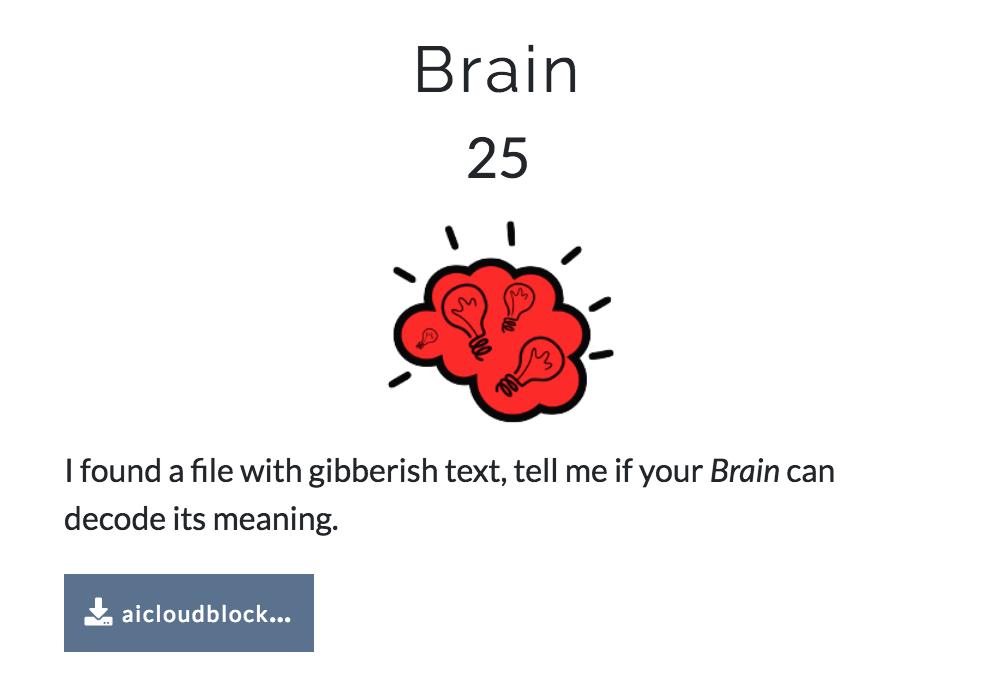 Brain
25
I found a file with gibberish text, tell me if your Brain can
decode its meaning.
aicloudblock...